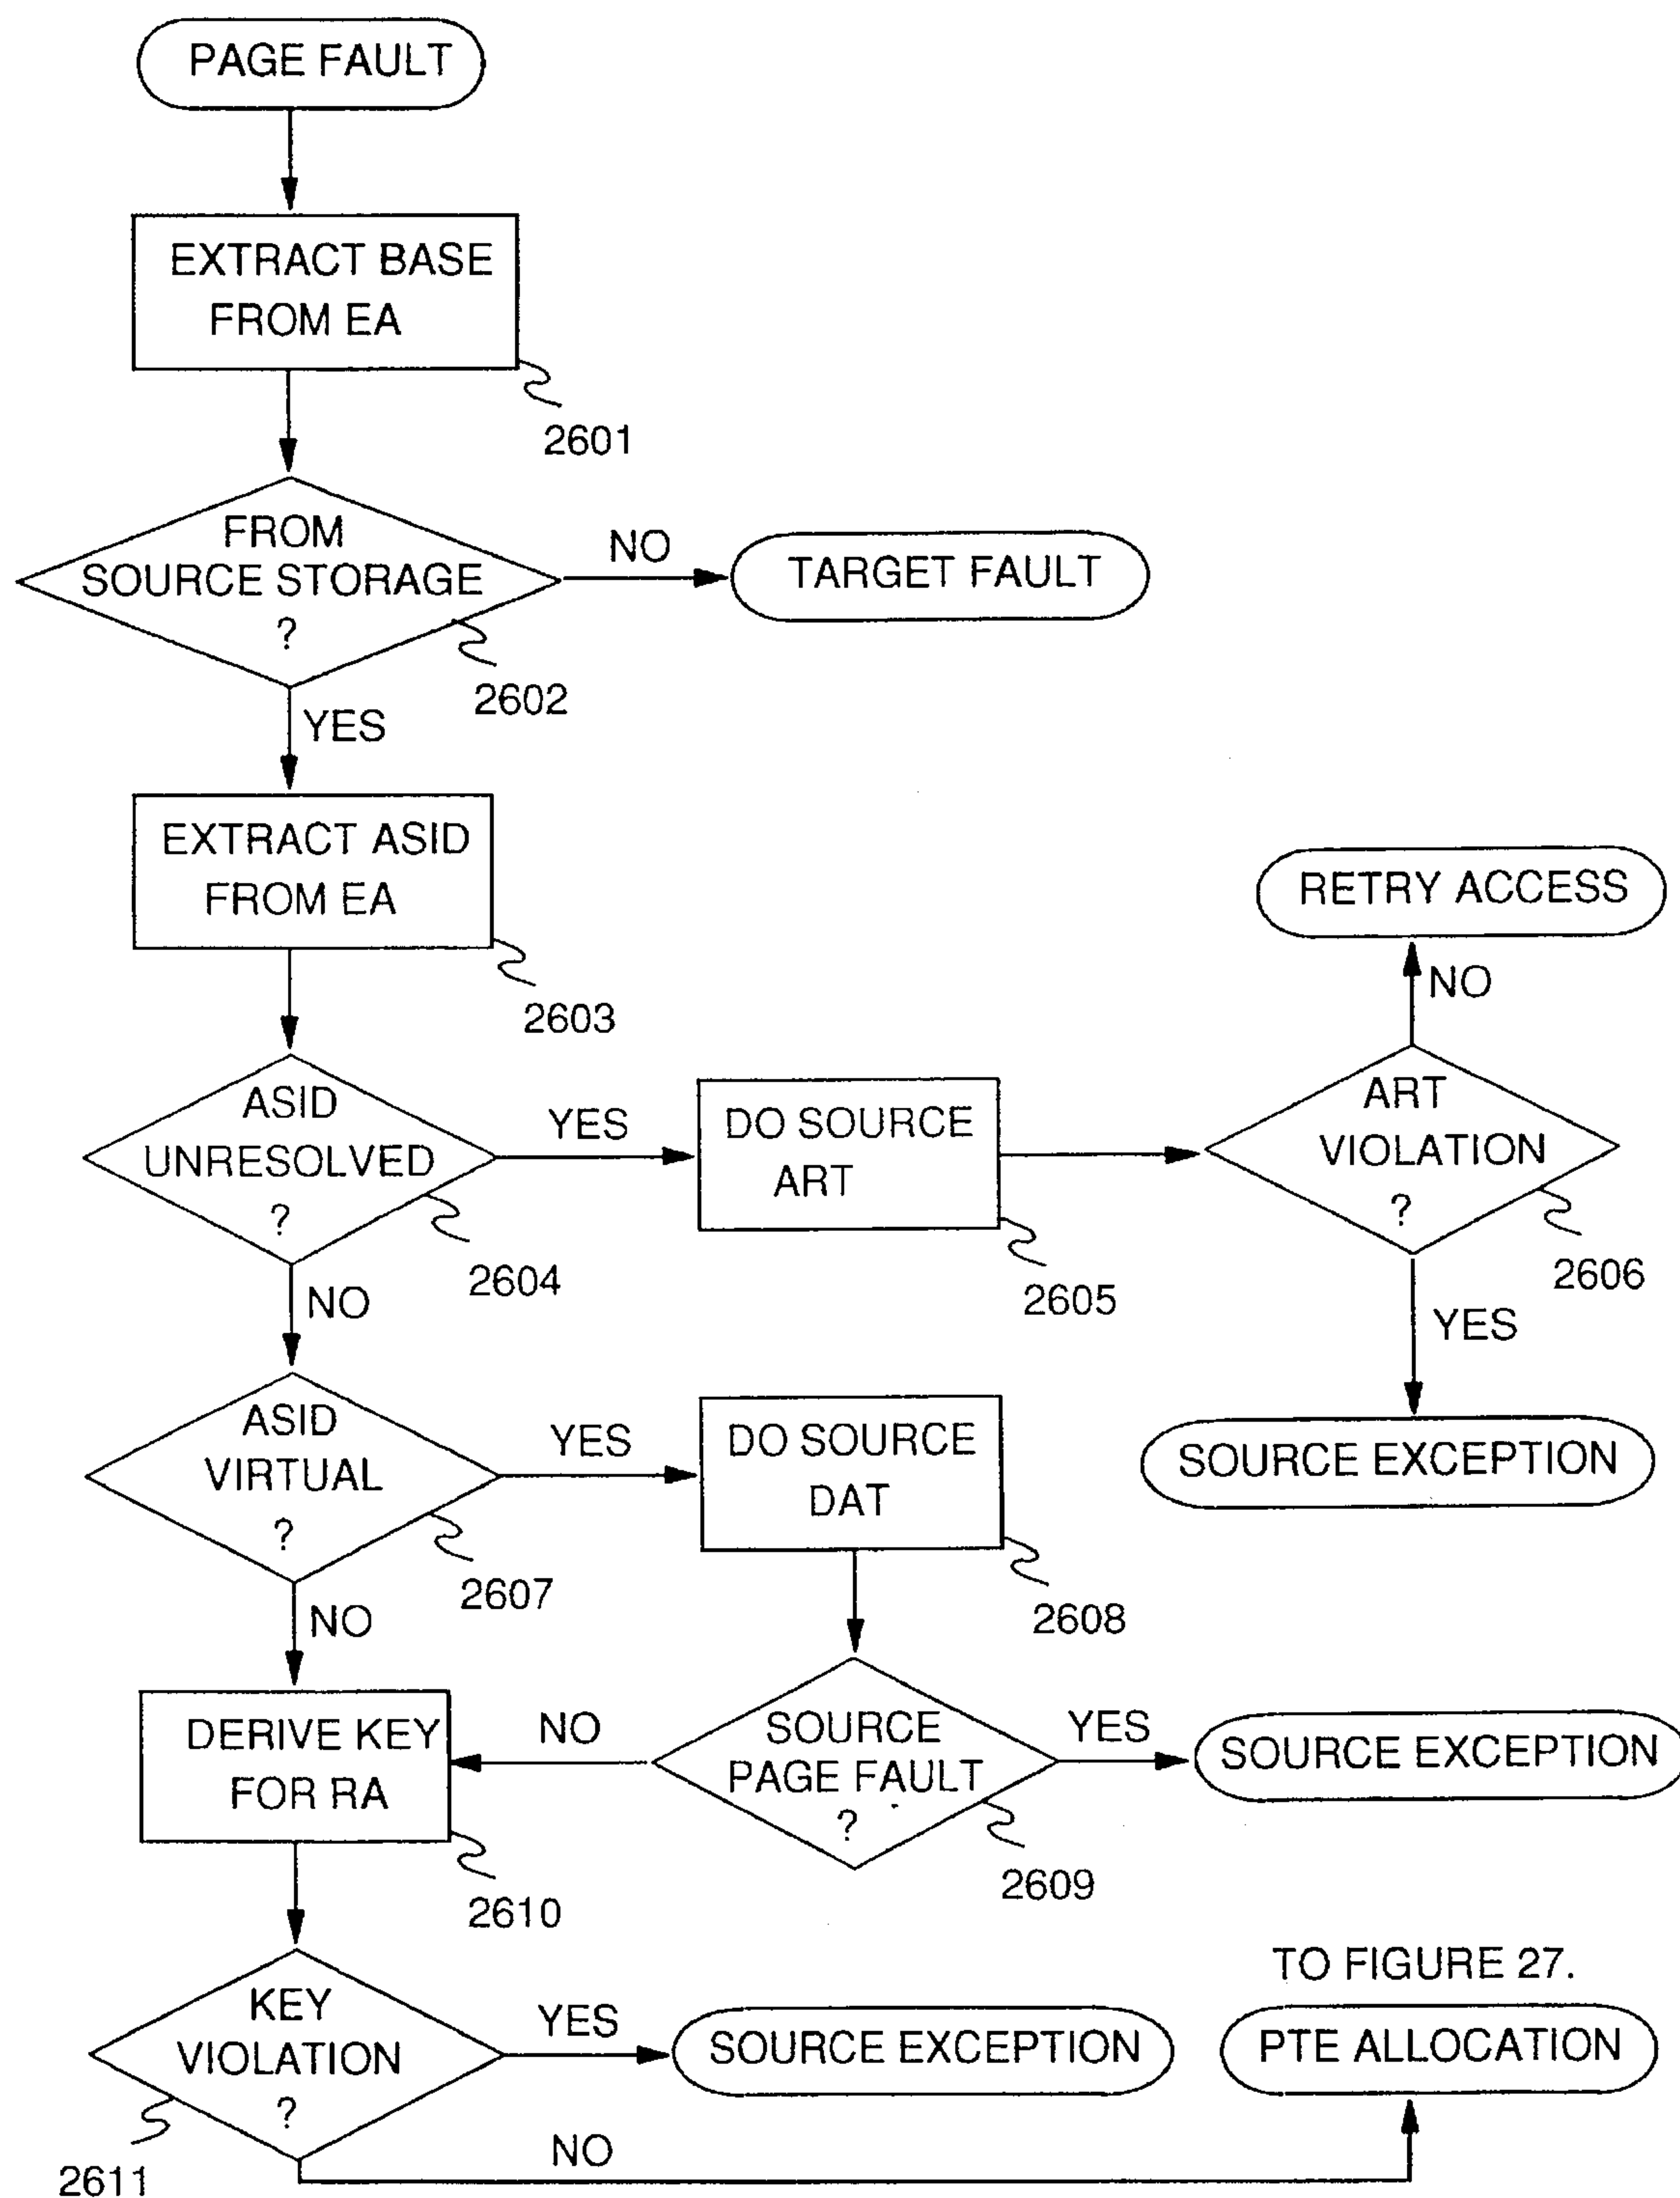 PAGE FAULT
EXTRACT BASE
FROM EA
2601
FROM
SOURCE STORAGE
?
2602
NO
TARGET FAULT
YES
EXTRACT ASID
FROM EA
2603
RETRY ACCESS
NO
ASID
UNRESOLVED
?
2604
YES
DO SOURCE
ART
2605
ART
VIOLATION
?
2606
YES
SOURCE EXCEPTION
NO
ASID
VIRTUAL
?
2607
YES
DO SOURCE
DAT
2608
NO
DERIVE KEY
FOR RA
2610
NO
SOURCE
PAGE FAULT
?
2609
YES
SOURCE EXCEPTION
KEY
VIOLATION
?
2611
YES
SOURCE EXCEPTION
NO
TO FIGURE 27.
PTE ALLOCATION